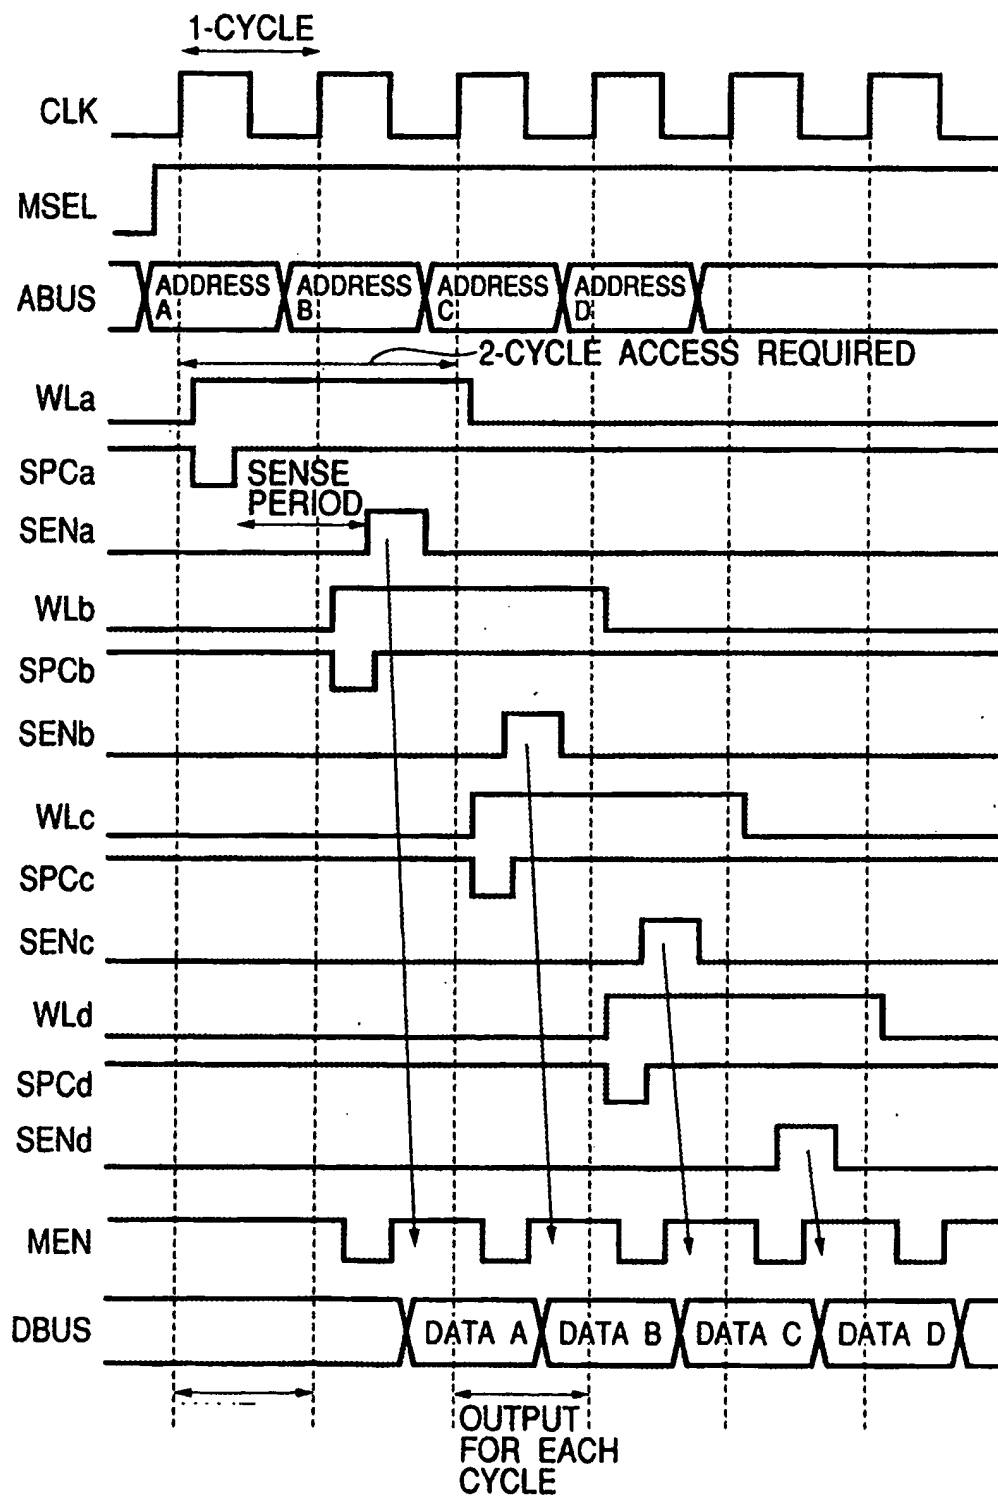 1-CYCLE
CLK
MSEL
ABUS
ADDRESS A
ADDRESS B
ADDRESS C
ADDRESS D
2-CYCLE ACCESS REQUIRED
WLa
SPCa
SENSE
PERIOD
SENa
WLb
SPCb
SENb
WLc
SPCc
SENc
WLd
SPCd
SENd
MEN
DBUS
DATA A
DATA B
DATA C
DATA D
OUTPUT
FOR EACH
CYCLE